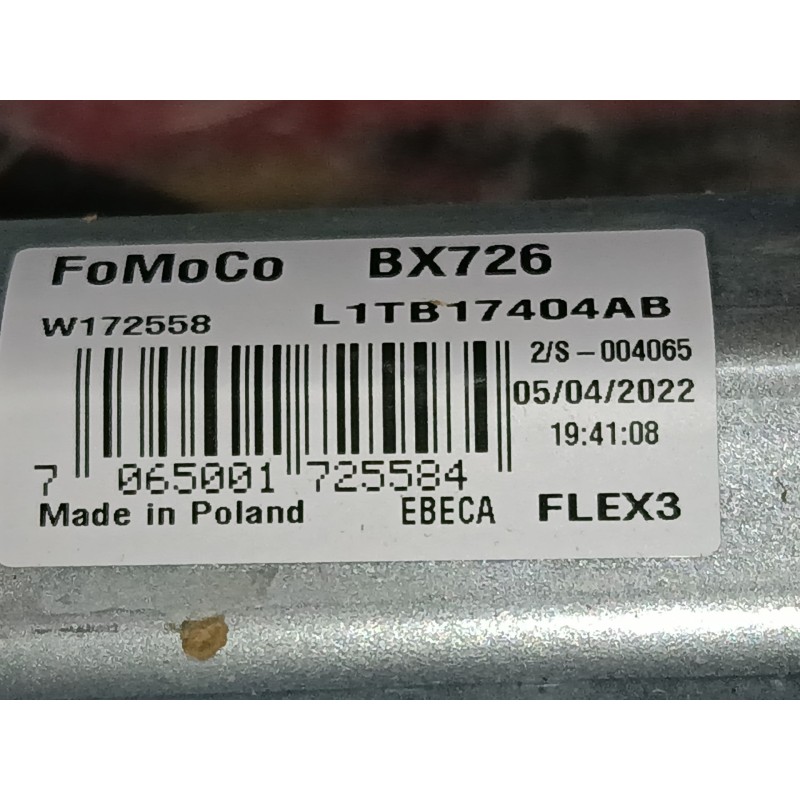 FoMoCo BX726
W172558 L1TB17404AB
2/S-004065
05/04/2022
19:41:08
7 065001 725584
Made in Poland EBECA FLEX3